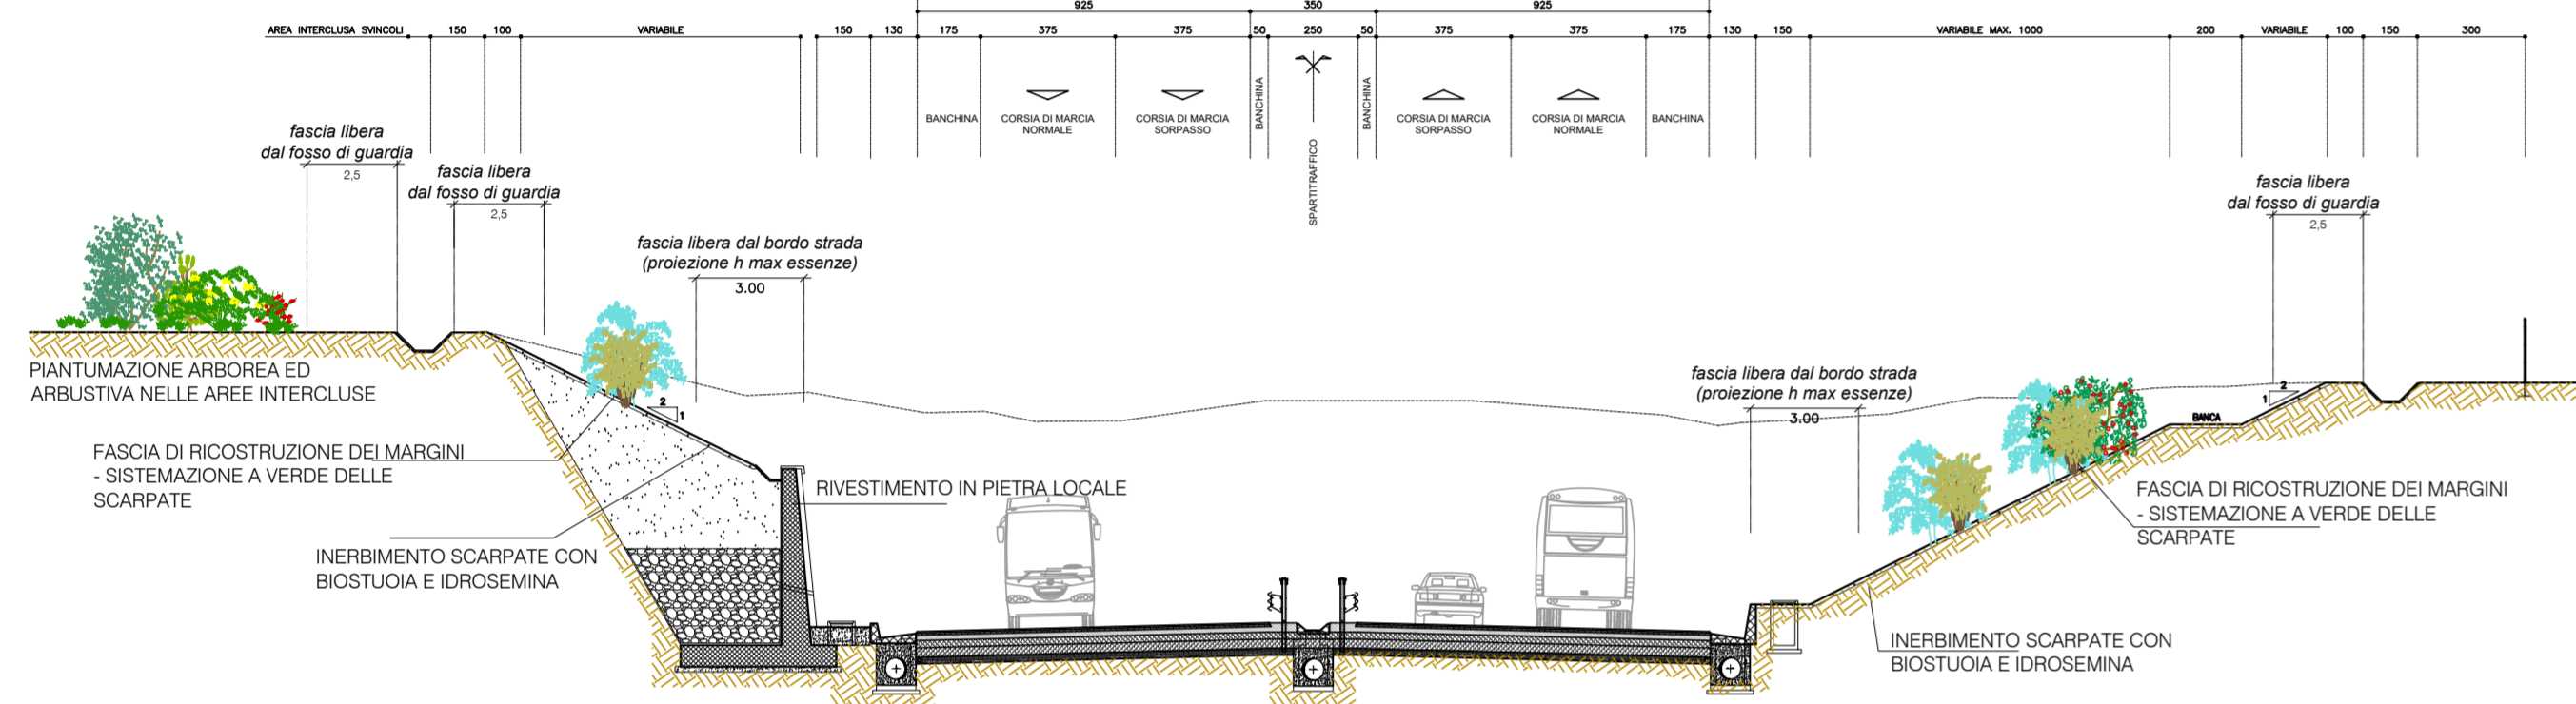 925 350 925
AREA INTERCLUSA SVINCOLI 150 100 VARIABILE 150 130 175 375 375 50 250 50 375 375 175 130 150 VARIABILE MAX. 1000 200 VARIABILE 100 150 300
BANCHINA
CORSIA DI MARCIA
NORMALE
CORSIA DI MARCIA
SORPASSO
BANCHINA
SPARTITRAFFICO
BANCHINA
CORSIA DI MARCIA
SORPASSO
CORSIA DI MARCIA
NORMALE
BANCHINA
fascia libera
dal fosso di guardia
2,5
fascia libera
dal fosso di guardia
2,5
fascia libera
dal fosso di guardia
2,5
fascia libera dal bordo strada
(proiezione h max essenze)
3.00
fascia libera dal bordo strada
(proiezione h max essenze)
3.00
PIANTUMAZIONE ARBOREA ED
ARBUSTIVA NELLE AREE INTERCLUSE
2
1
2
1
BANCA
FASCIA DI RICOSTRUZIONE DEI MARGINI
- SISTEMAZIONE A VERDE DELLE
SCARPATE
RIVESTIMENTO IN PIETRA LOCALE
FASCIA DI RICOSTRUZIONE DEI MARGINI
- SISTEMAZIONE A VERDE DELLE
SCARPATE
INERBIMENTO SCARPATE CON
BIOSTUOIA E IDROSEMINA
INERBIMENTO SCARPATE CON
BIOSTUOIA E IDROSEMINA